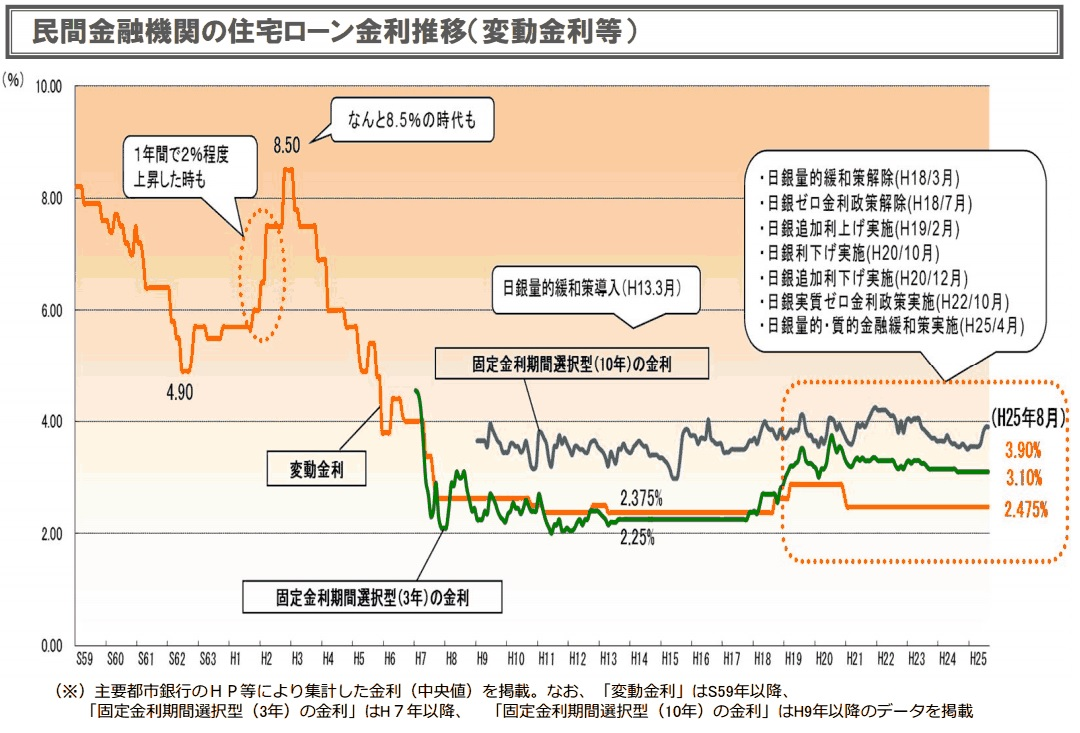 民間金融機関の住宅ローン金利推移(変動金利等)
(%)
10.00
8.00
6.00
4.00
2.00
0.00
1年間で2%程度
上昇した時も
8.50
なんと8.5%の時代も
4.90
変動金利
日銀量的緩和策導入(H13.3月)
固定金利期間選択型(10年)の金利
・日銀量的緩和策解除(H18/3月)
・日銀ゼロ金利政策解除(H18/7月)
・日銀追加利上げ実施(H19/2月)
・日銀利下げ実施(H20/10月)
・日銀追加利下げ実施(H20/12月)
・日銀実質ゼロ金利政策実施(H22/10月)
・日銀量的・質的金融緩和策実施(H25/4月)
(H25年8月)
3.90%
3.10%
2.475%
2.375%
2.25%
固定金利期間選択型(3年)の金利
S59 S60 S61 S62 S63 H1 H2 H3 H4 H5 H6 H7 H8 H9 H10 H11 H12 H13 H14 H15 H16 H17 H18 H19 H20 H21 H22 H23 H24 H25
(※)主要都市銀行のHP等により集計した金利(中央値)を掲載。なお、「変動金利」はS59年以降、
「固定金利期間選択型(3年)の金利」はH7年以降、 「固定金利期間選択型(10年)の金利」はH9年以降のデータを掲載